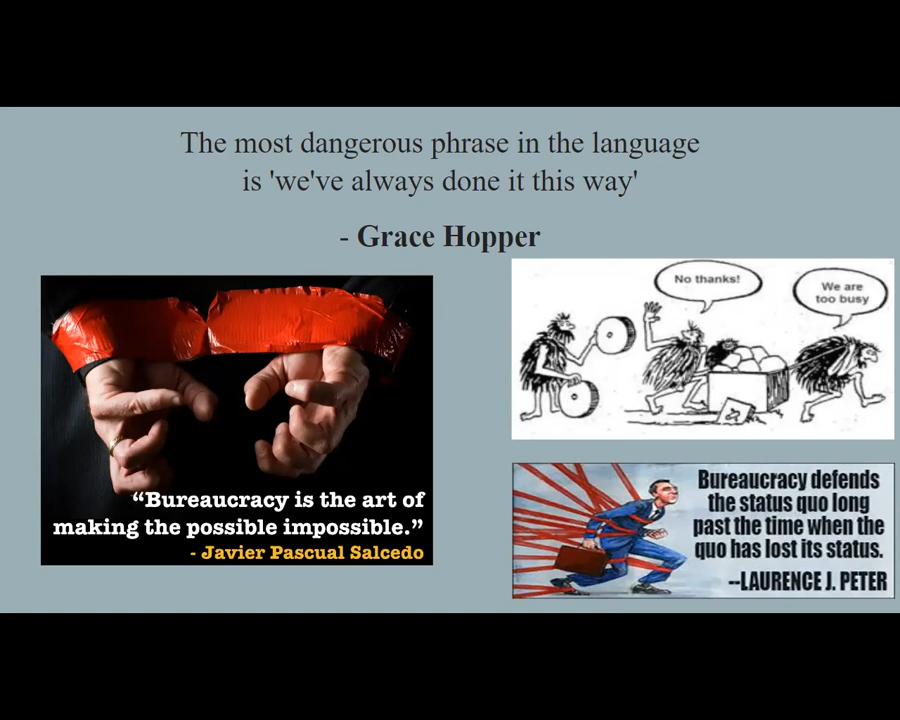 The most dangerous phrase in the language
is 'we've always done it this way'
- Grace Hopper
No thanks!
We are
too busy
“Bureaucracy is the art of
making the possible impossible.”
- Javier Pascual Salcedo
Bureaucracy defends
the status quo long
past the time when the
quo has lost its status.
--LAURENCE J. PETER